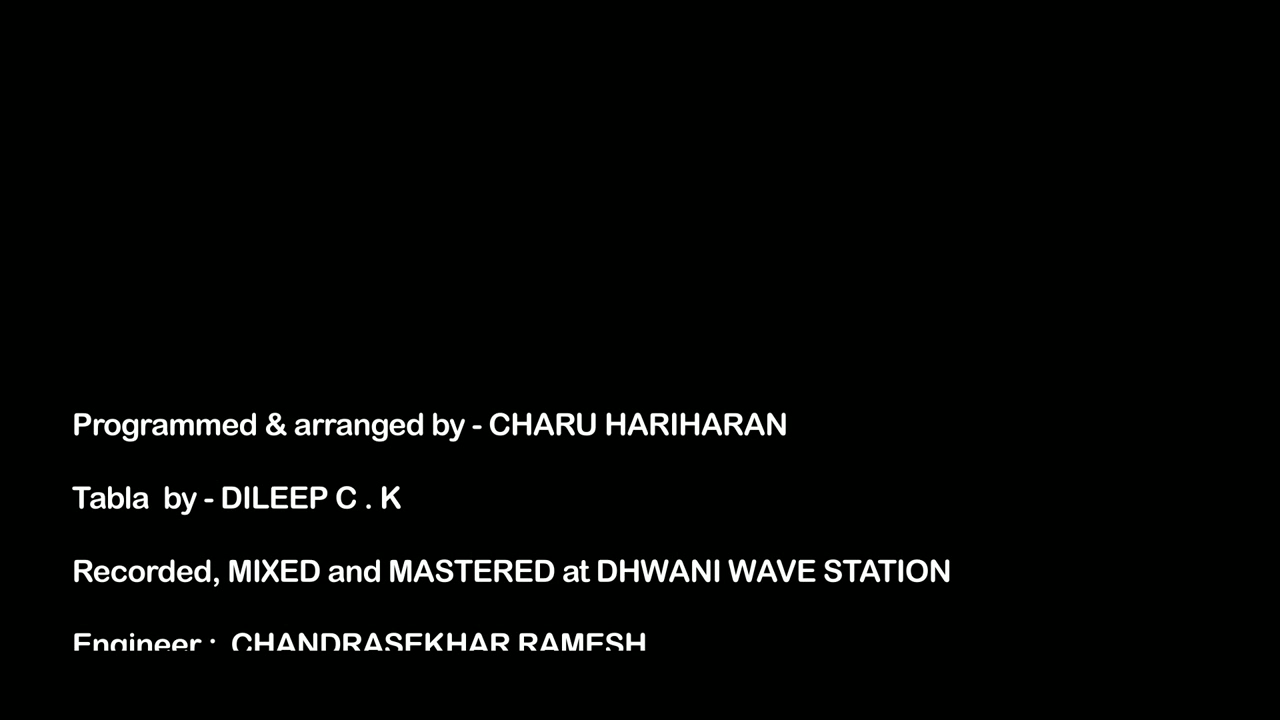 Programmed & arranged by - CHARU HARIHARAN
Tabla by - DILEEP C . K
Recorded, MIXED and MASTERED at DHWANI WAVE STATION
Engineer : CHANDRASEKHAR RAMESH